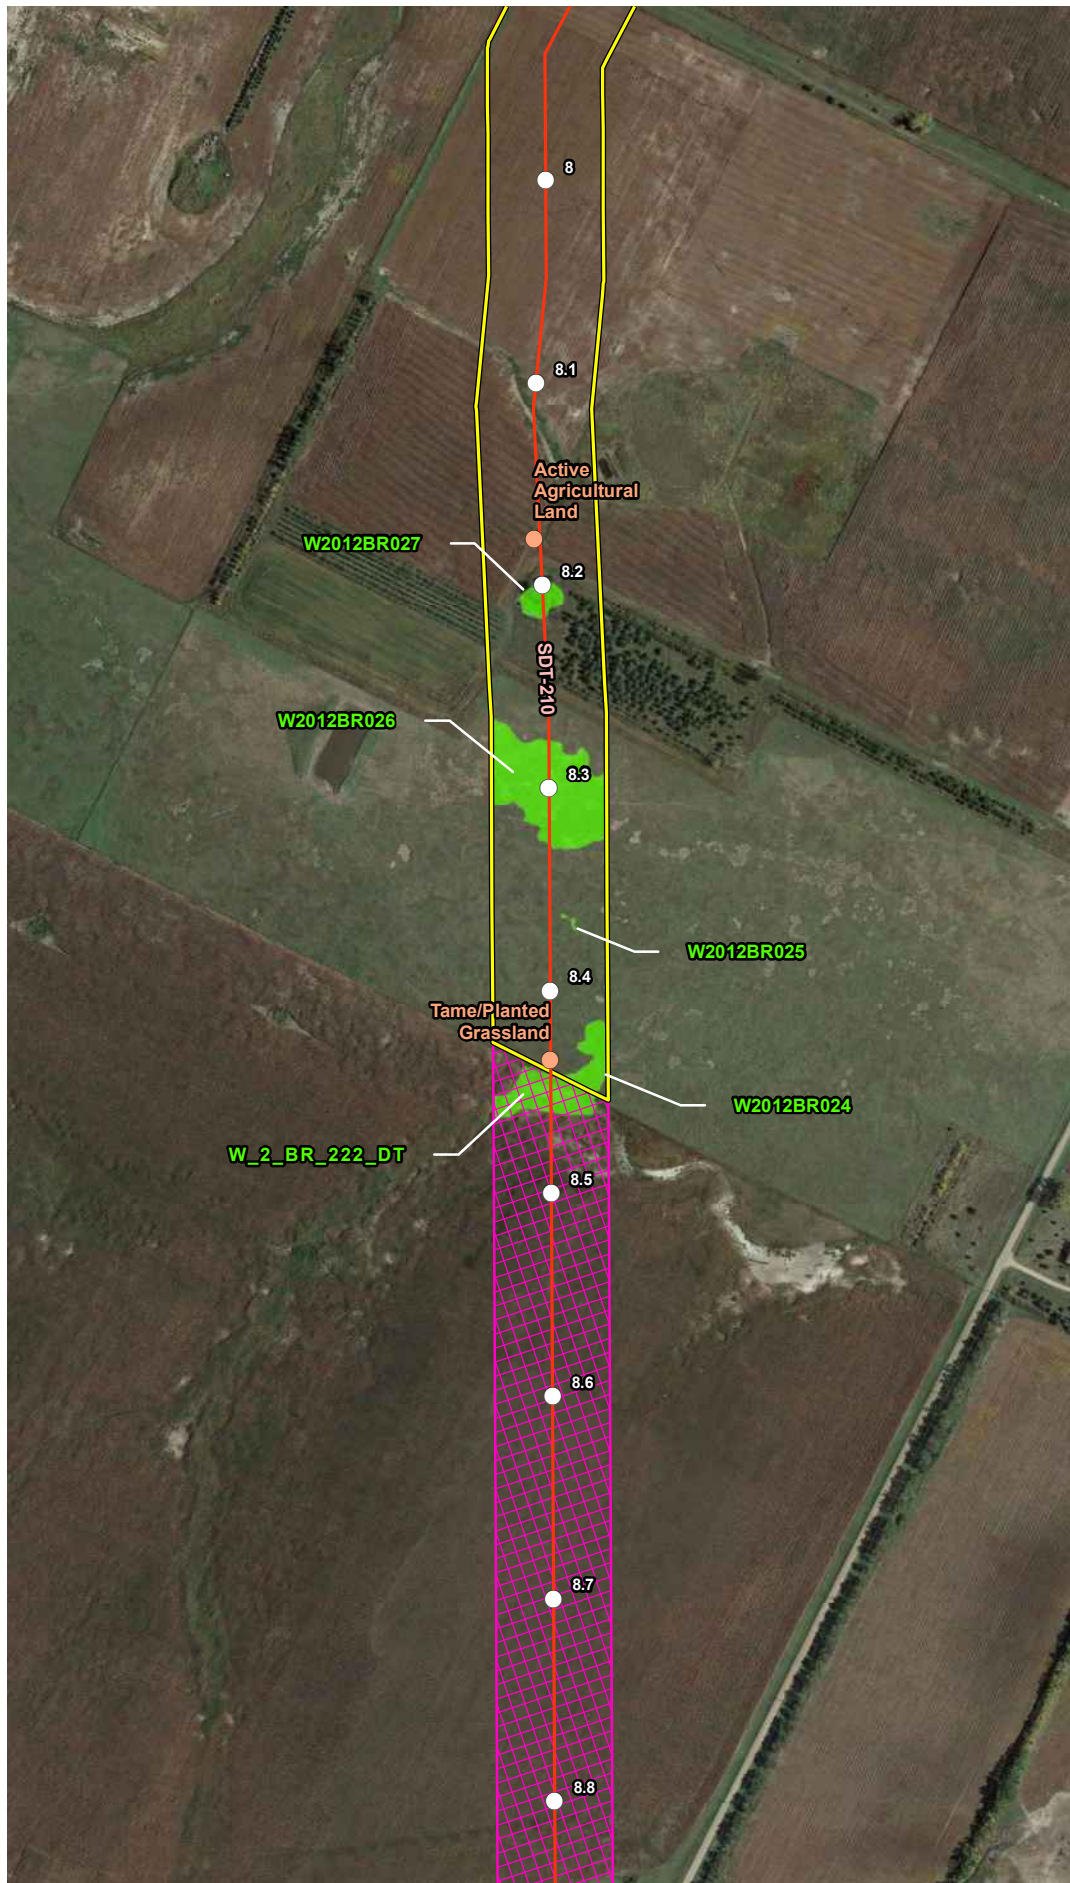 8
8.1
Active
Agricultural
Land
W2012BR027
8.2
SDT-210
W2012BR026
8.3
W2012BR025
8.4
Tame/Planted
Grassland
W2012BR024
W_2_BR_222_DT
8.5
8.6
8.7
8.8